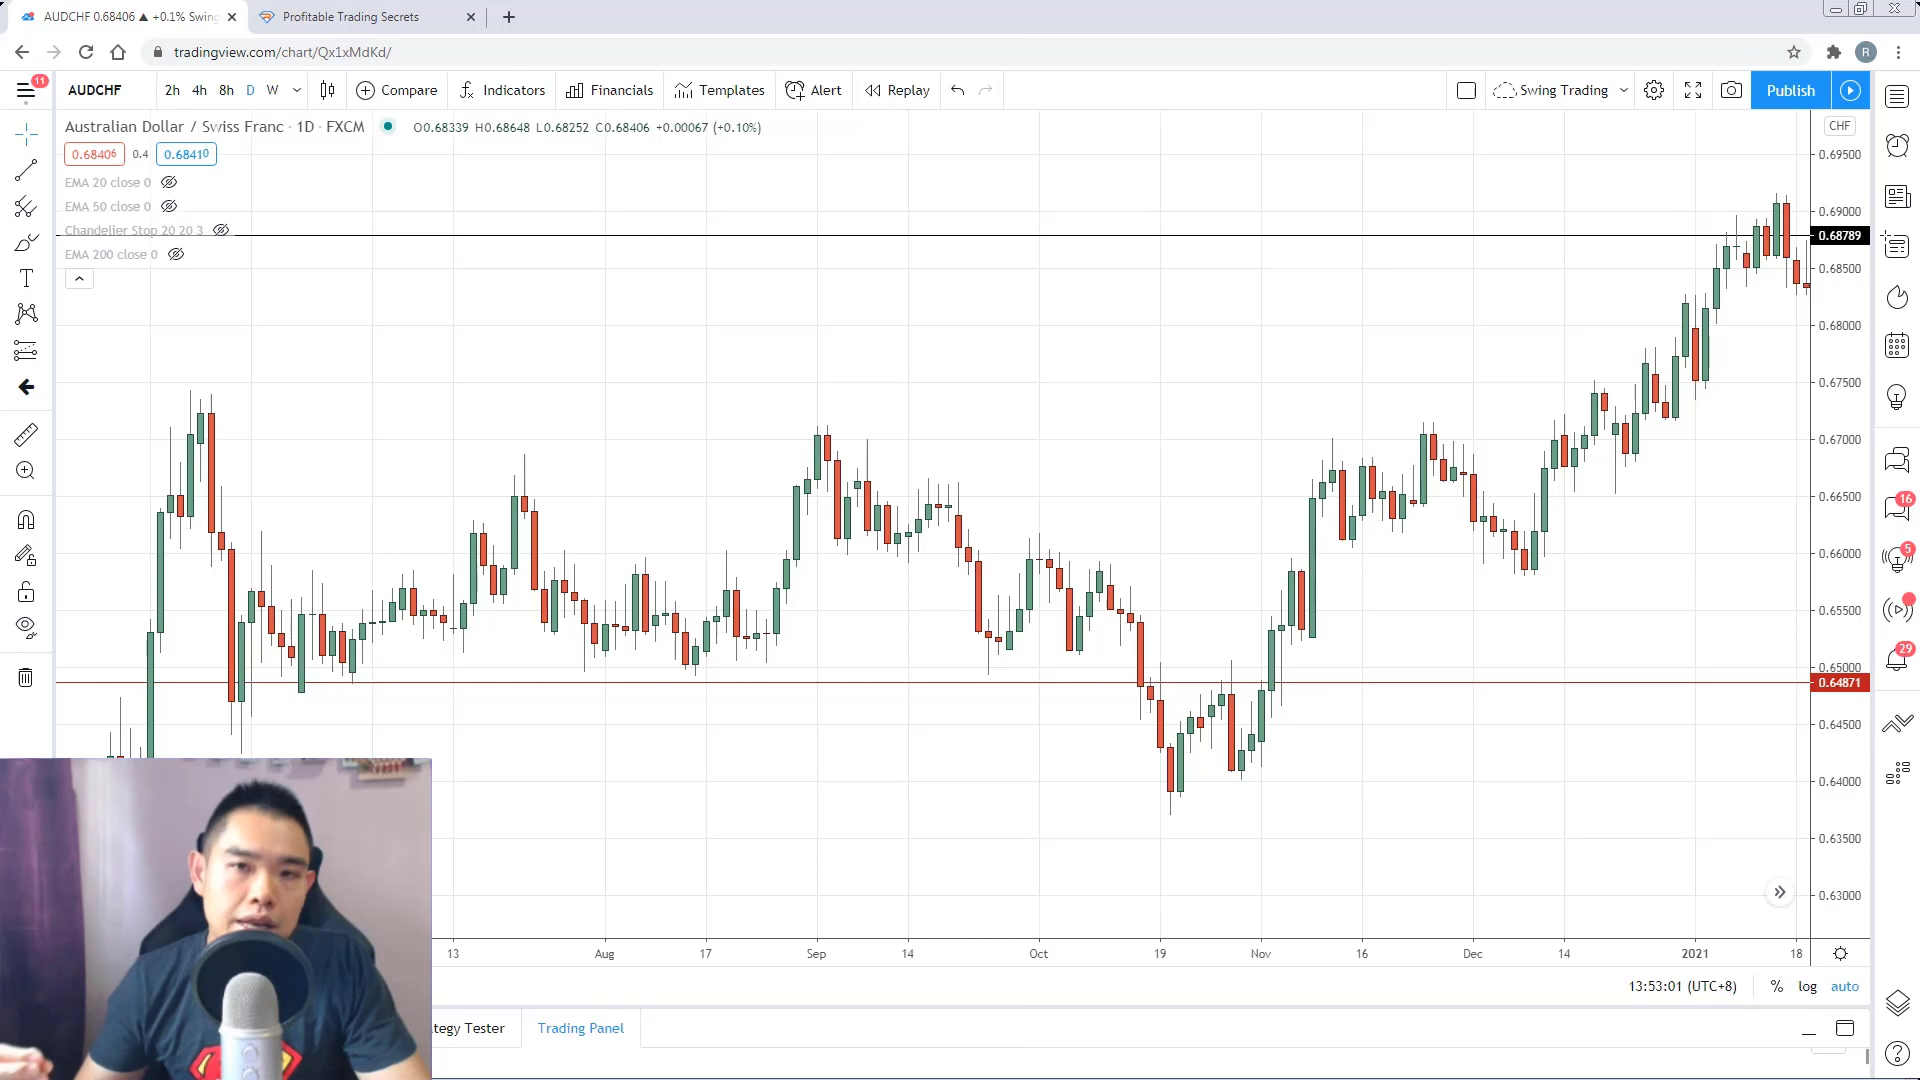 AUDCHF 0.68406 ▲ +0.1% Swing
Profitable Trading Secrets
tradingview.com/chart/Qx1xMdKd/
R
11
AUDCHF
2h 4h 8h D W
Compare
Indicators
Financials
Templates
Alert
Replay
Swing Trading
Publish
Australian Dollar / Swiss Franc · 1D · FXCM
O0.68339 H0.68648 L0.68252 C0.68406 +0.00067 (+0.10%)
CHF
0.68406 0.4 0.68410
EMA 20 close 0
EMA 50 close 0
Chandelier Stop 20 20 3
EMA 200 close 0
0.69500
0.69000
0.68789
0.68500
0.68000
0.67500
0.67000
0.66500
0.66000
0.65500
0.65000
0.64871
0.64500
0.64000
0.63500
0.63000
16
5
29
13 Aug 17 Sep 14 Oct 19 Nov 16 Dec 14 2021 18
13:53:01 (UTC+8) % log auto
tegy Tester
Trading Panel